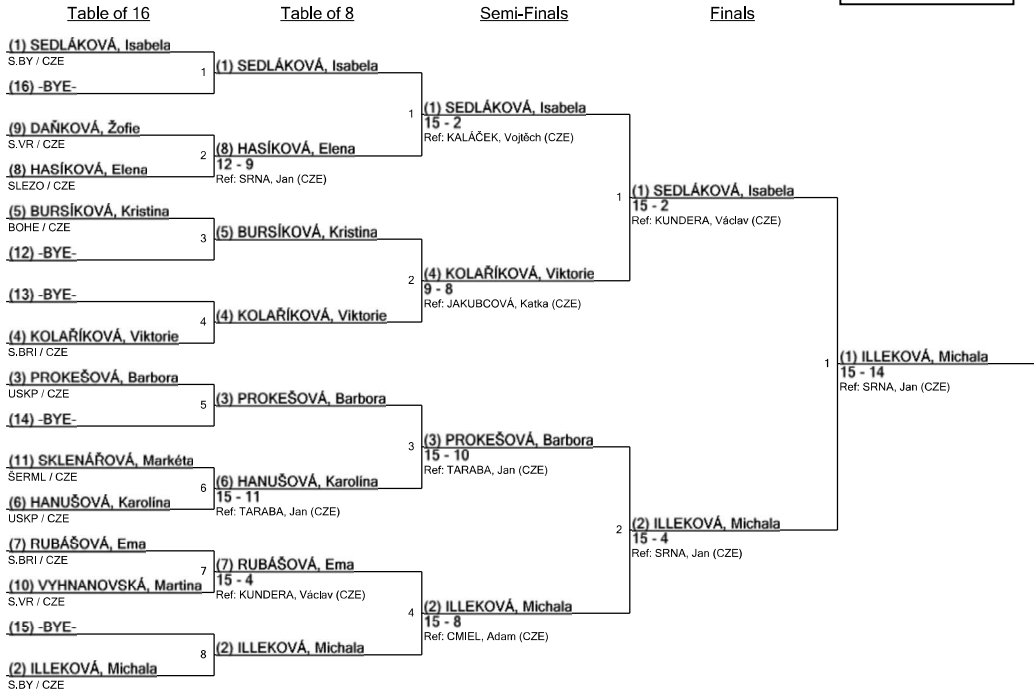 Table of 16
Table of 8
Semi-Finals
Finals
(1) SEDLÁKOVÁ, Isabela
S.BY / CZE
1
(16) -BYE-
(9) DAŇKOVÁ, Žofie
S.VR / CZE
2
(8) HASÍKOVÁ, Elena
SLEZO / CZE
(5) BURSÍKOVÁ, Kristina
BOHE / CZE
3
(12) -BYE-
(13) -BYE-
4
(4) KOLAŘÍKOVÁ, Viktorie
S.BRI / CZE
(3) PROKEŠOVÁ, Barbora
USKP / CZE
5
(14) -BYE-
(11) SKLENÁŘOVÁ, Markéta
ŠERML / CZE
6
(6) HANUŠOVÁ, Karolína
USKP / CZE
(7) RUBÁŠOVÁ, Ema
S.BRI / CZE
7
(10) VYHNANOVSKÁ, Martina
S.VR / CZE
(15) -BYE-
8
(2) ILLEKOVÁ, Michala
S.BY / CZE
(1) SEDLÁKOVÁ, Isabela
1
(8) HASÍKOVÁ, Elena
12 - 9
Ref: SRNA, Jan (CZE)
(5) BURSÍKOVÁ, Kristina
2
(4) KOLAŘÍKOVÁ, Viktorie
(3) PROKEŠOVÁ, Barbora
3
(6) HANUŠOVÁ, Karolína
15 - 11
Ref: TARABA, Jan (CZE)
(7) RUBÁŠOVÁ, Ema
15 - 4
Ref: KUNDERA, Václav (CZE)
4
(2) ILLEKOVÁ, Michala
(1) SEDLÁKOVÁ, Isabela
15 - 2
Ref: KALÁČEK, Vojtěch (CZE)
1
(4) KOLAŘÍKOVÁ, Viktorie
9 - 8
Ref: JAKUBCOVÁ, Katka (CZE)
(3) PROKEŠOVÁ, Barbora
15 - 10
Ref: TARABA, Jan (CZE)
2
(2) ILLEKOVÁ, Michala
15 - 8
Ref: CMIEL, Adam (CZE)
(1) SEDLÁKOVÁ, Isabela
15 - 2
Ref: KUNDERA, Václav (CZE)
1
(2) ILLEKOVÁ, Michala
15 - 4
Ref: SRNA, Jan (CZE)
(1) ILLEKOVÁ, Michala
15 - 14
Ref: SRNA, Jan (CZE)